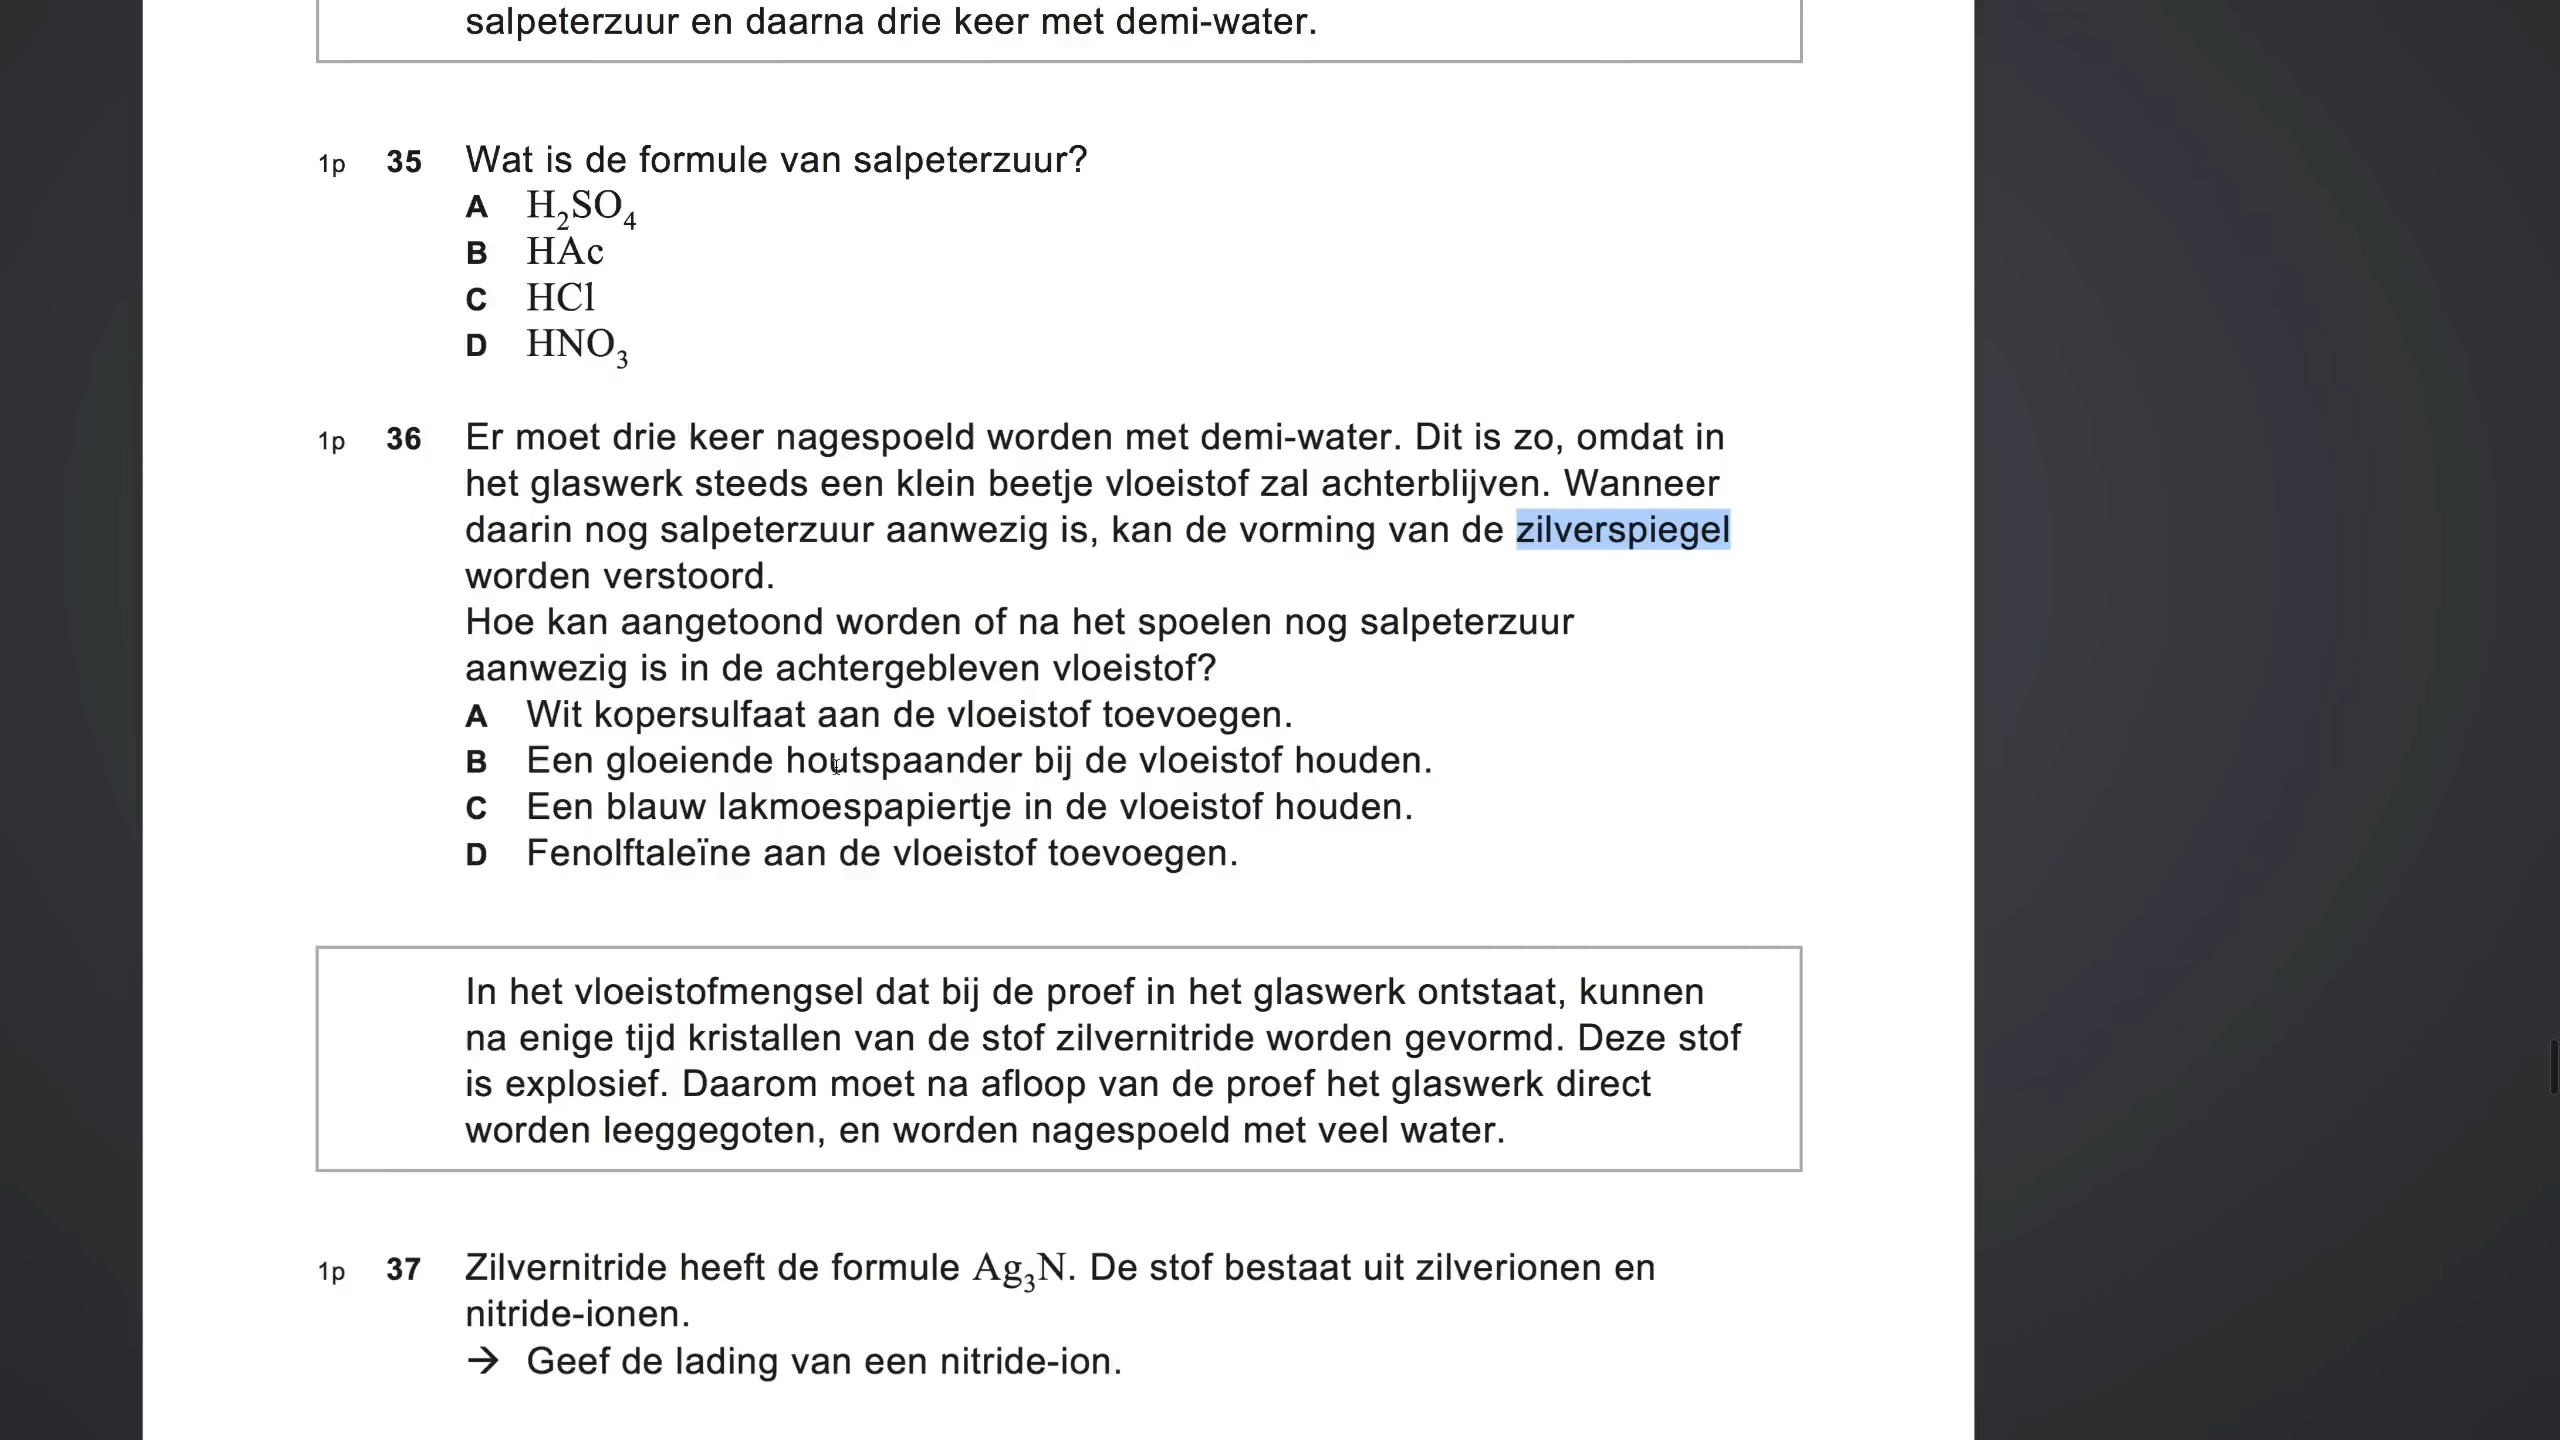 salpeterzuur en daarna drie keer met demi-water.
1p 35 Wat is de formule van salpeterzuur?
A H₂SO₄
B HAc
C HCl
D HNO₃
1p 36 Er moet drie keer nagespoeld worden met demi-water. Dit is zo, omdat in
het glaswerk steeds een klein beetje vloeistof zal achterblijven. Wanneer
daarin nog salpeterzuur aanwezig is, kan de vorming van de zilverspiegel
worden verstoord.
Hoe kan aangetoond worden of na het spoelen nog salpeterzuur
aanwezig is in de achtergebleven vloeistof?
A Wit kopersulfaat aan de vloeistof toevoegen.
B Een gloeiende houtspaander bij de vloeistof houden.
C Een blauw lakmoespapiertje in de vloeistof houden.
D Fenolftaleïne aan de vloeistof toevoegen.
In het vloeistofmengsel dat bij de proef in het glaswerk ontstaat, kunnen
na enige tijd kristallen van de stof zilvernitride worden gevormd. Deze stof
is explosief. Daarom moet na afloop van de proef het glaswerk direct
worden leeggegoten, en worden nagespoeld met veel water.
1p 37 Zilvernitride heeft de formule Ag₃N. De stof bestaat uit zilverionen en
nitride-ionen.
→ Geef de lading van een nitride-ion.